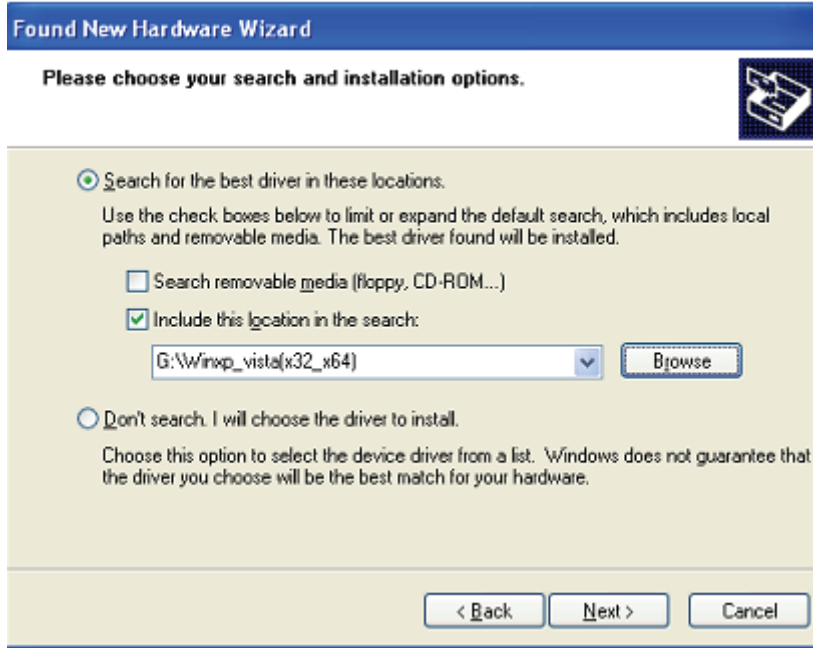 Found New Hardware Wizard
Please choose your search and installation options.
Search for the best driver in these locations.
Use the check boxes below to limit or expand the default search, which includes local
paths and removable media. The best driver found will be installed.
Search removable media (floppy, CD-ROM...)
Include this location in the search:
G:\Winxp_vista(x32_x64)
Browse
Don't search. I will choose the driver to install.
Choose this option to select the device driver from a list. Windows does not guarantee that
the driver you choose will be the best match for your hardware.
< Back
Next >
Cancel